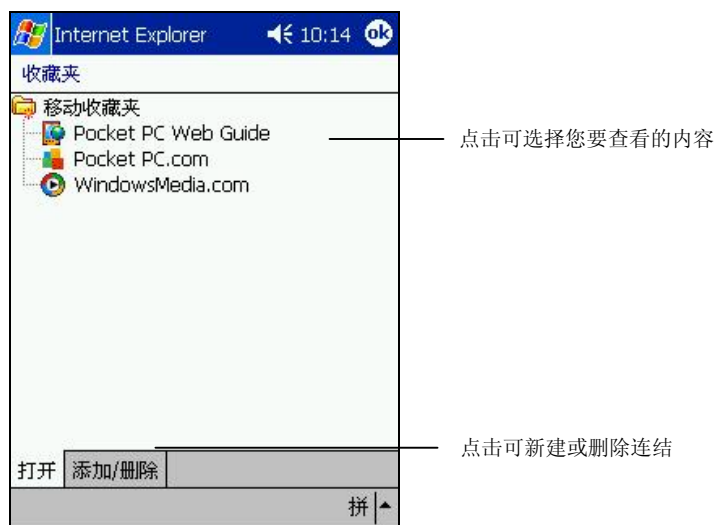 Internet Explorer 10:14 ok
收藏夹
移动收藏夹
Pocket PC Web Guide
点击可选择您要查看的内容
Pocket PC.com
WindowsMedia.com
点击可新建或删除连结
打开 添加/删除
拼